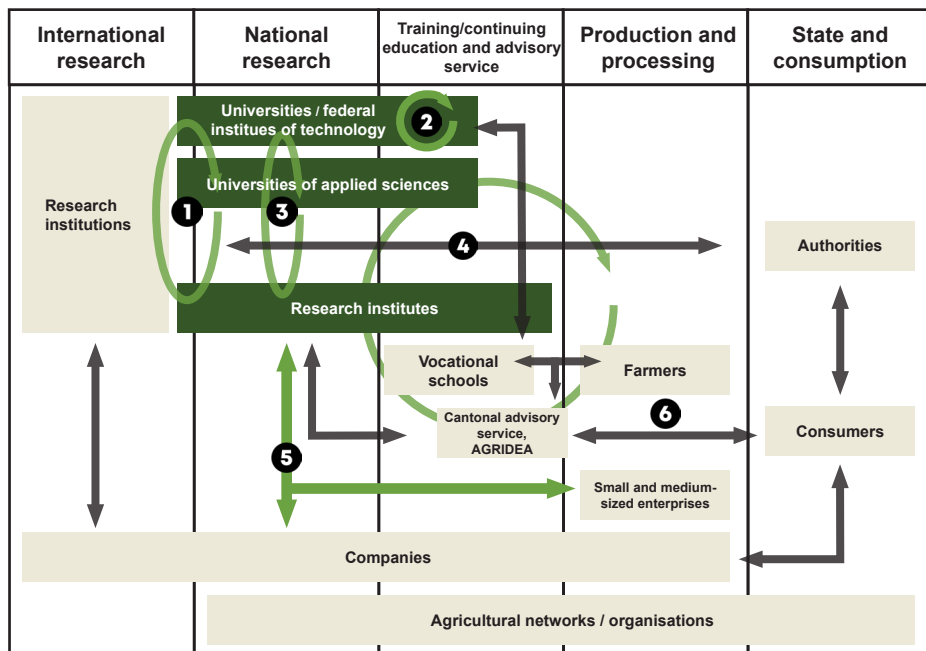 International
research
National
research
Training/continuing
education and advisory
service
Production and
processing
State and
consumption
Universities / federal
institues of technology
2
Universities of applied sciences
Research
institutions
1
3
4
Authorities
Research institutes
Vocational
schools
Farmers
Cantonal advisory
service,
AGRIDEA
6
Consumers
5
Small and medium-
sized enterprises
Companies
Agricultural networks / organisations